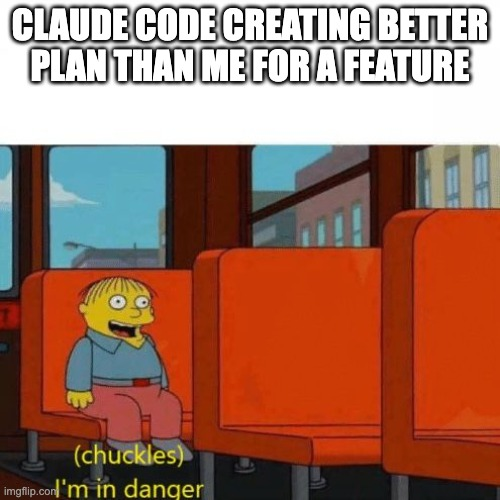 CLAUDE CODE CREATING BETTER
PLAN THAN ME FOR A FEATURE
(chuckles)
I'm in danger
imgflip.com